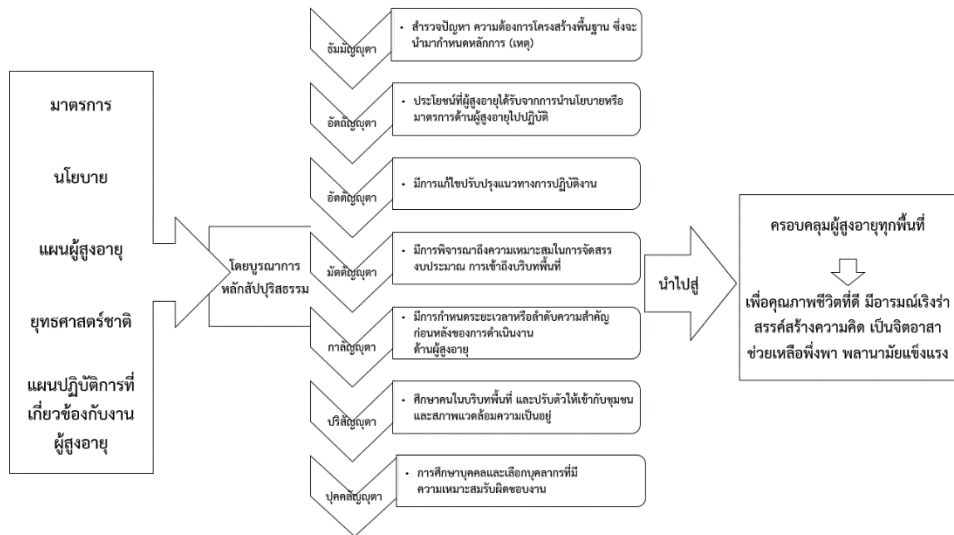 มาตรการ
นโยบาย
แผนผู้สูงอายุ
ยุทธศาสตร์ชาติ
แผนปฏิบัติการที่
เกี่ยวข้องกับงาน
ผู้สูงอายุ
โดยบูรณาการ
หลักสัปปุริสธรรม
ธัมมัญญุตา
• สำรวจปัญหา ความต้องการโครงสร้างพื้นฐาน ซึ่งจะ
นำมากำหนดหลักการ (เหตุ)
อัตถัญญุตา
• ประโยชน์ที่ผู้สูงอายุได้รับจากการนำนโยบายหรือ
มาตรการด้านผู้สูงอายุไปปฏิบัติ
อัตตัญญุตา
• มีการแก้ไขปรับปรุงแนวทางการปฏิบัติงาน
มัตตัญญุตา
• มีการพิจารณาถึงความเหมาะสมในการจัดสรร
งบประมาณ การเข้าถึงบริบทพื้นที่
กาลัญญุตา
• มีการกำหนดระยะเวลาหรือลำดับความสำคัญ
ก่อนหลังของการดำเนินงาน
ด้านผู้สูงอายุ
ปริสัญญุตา
• ศึกษาคนในบริบทพื้นที่ และปรับตัวให้เข้ากับชุมชน
และสภาพแวดล้อมความเป็นอยู่
ปุคคสัญญุตา
• การศึกษาบุคคลและเลือกบุคลากรที่มี
ความเหมาะสมรับผิดชอบงาน
นำไปสู่
ครอบคลุมผู้สูงอายุทุกพื้นที่
เพื่อคุณภาพชีวิตที่ดี มีอารมณ์เริงร่า
สรรค์สร้างความคิด เป็นจิตอาสา
ช่วยเหลือพึ่งพา พลานามัยแข็งแรง